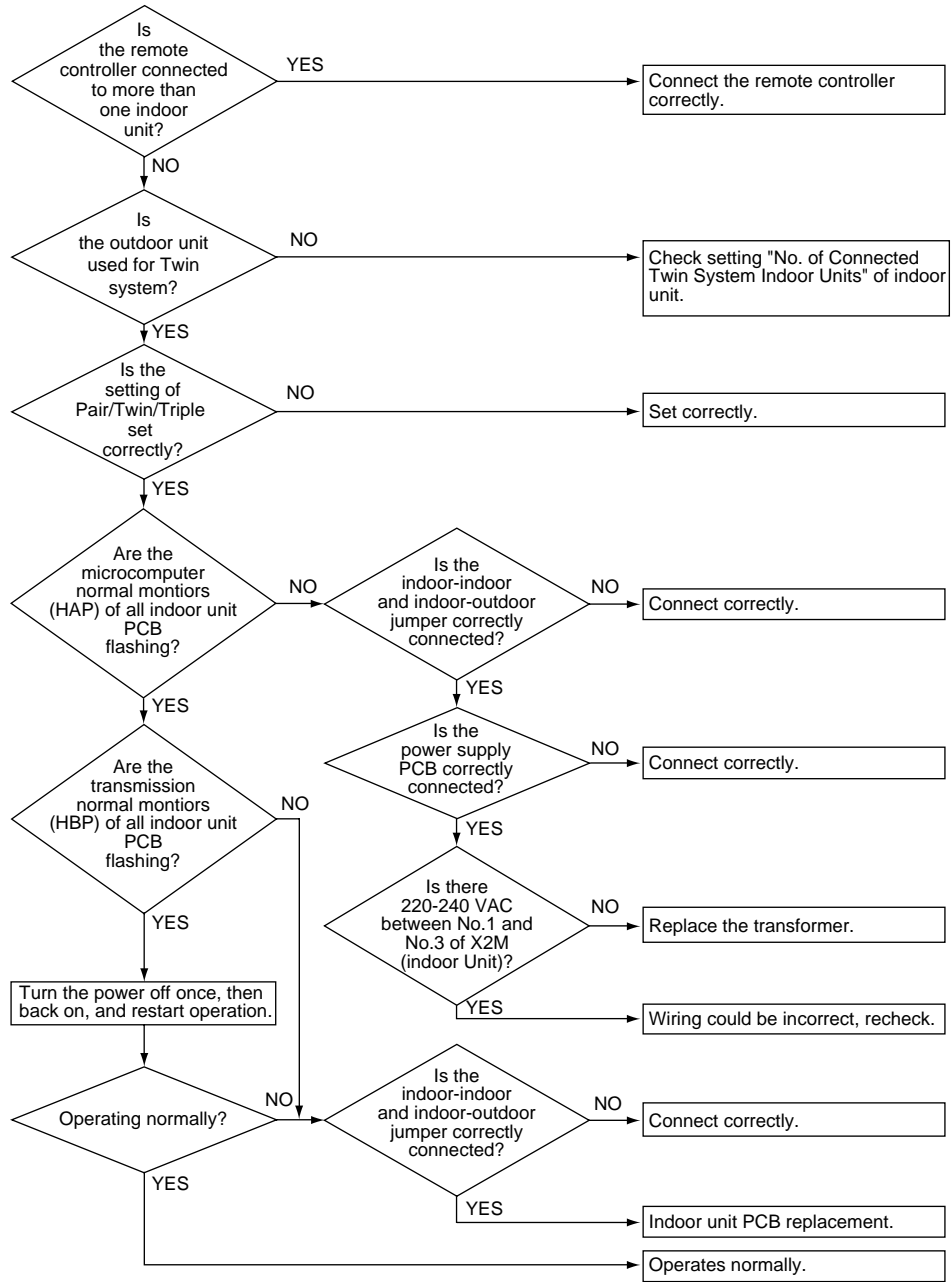 Is
the remote
controller connected
to more than
one indoor
unit?
YES
Connect the remote controller
correctly.
NO
Is
the outdoor unit
used for Twin
system?
NO
Check setting "No. of Connected
Twin System Indoor Units" of indoor
unit.
YES
Is the
setting of
Pair/Twin/Triple
set
correctly?
NO
Set correctly.
YES
Are the
microcomputer
normal montiors
(HAP) of all indoor unit
PCB
flashing?
NO
Is the
indoor-indoor
and indoor-outdoor
jumper correctly
connected?
NO
Connect correctly.
YES
YES
Is the
power supply
PCB correctly
connected?
NO
Connect correctly.
YES
Are the
transmission
normal montiors
(HBP) of all indoor unit
PCB
flashing?
NO
YES
Is there
220-240 VAC
between No.1 and
No.3 of X2M
(indoor Unit)?
NO
Replace the transformer.
YES
Wiring could be incorrect, recheck.
Turn the power off once, then
back on, and restart operation.
Operating normally?
NO
Is the
indoor-indoor
and indoor-outdoor
jumper correctly
connected?
NO
Connect correctly.
YES
Indoor unit PCB replacement.
YES
Operates normally.